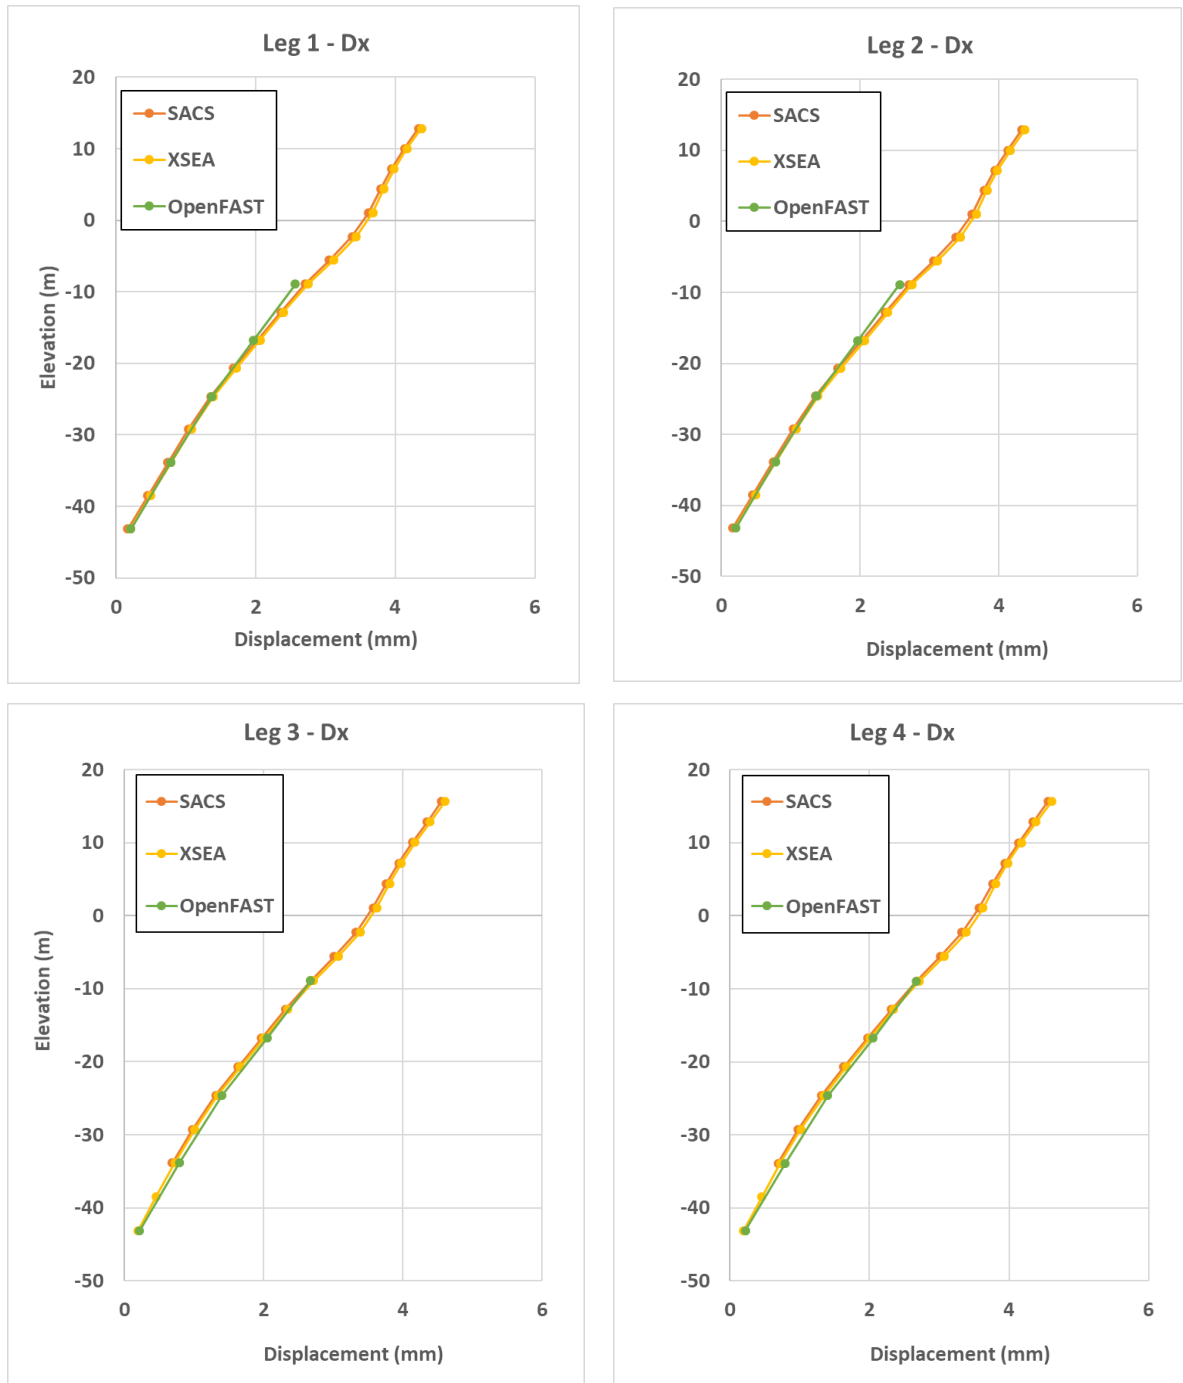 Leg 1 - Dx
20
10
0
-10
-20
-30
-40
-50
Elevation (m)
SACS
XSEA
OpenFAST
0 2 4 6
Displacement (mm)
Leg 2 - Dx
20
10
0
-10
-20
-30
-40
-50
SACS
XSEA
OpenFAST
0 2 4 6
Displacement (mm)
Leg 3 - Dx
20
10
0
-10
-20
-30
-40
-50
Elevation (m)
SACS
XSEA
OpenFAST
0 2 4 6
Displacement (mm)
Leg 4 - Dx
20
10
0
-10
-20
-30
-40
-50
SACS
XSEA
OpenFAST
0 2 4 6
Displacement (mm)